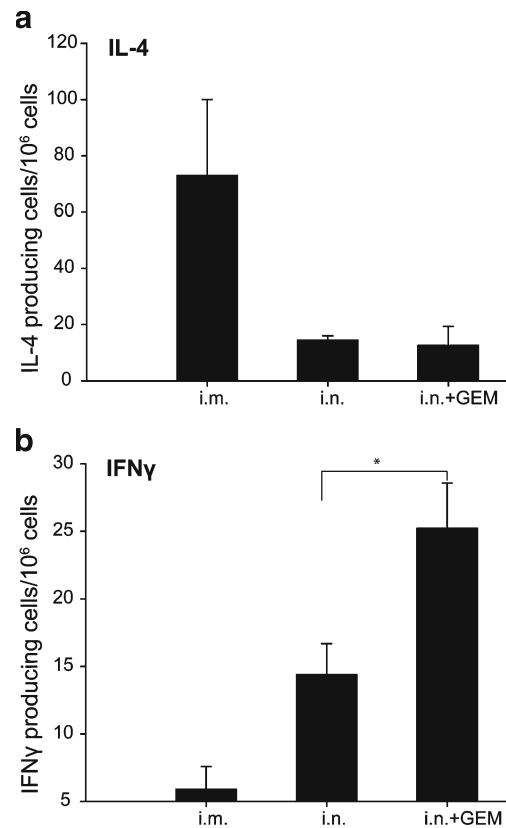 a
IL-4
IL-4 producing cells/10⁶ cells
120
100
80
60
40
20
0
i.m.
i.n.
i.n.+GEM
b
IFNγ
IFNγ producing cells/10⁶ cells
30
25
20
15
10
5
*
i.m.
i.n.
i.n.+GEM